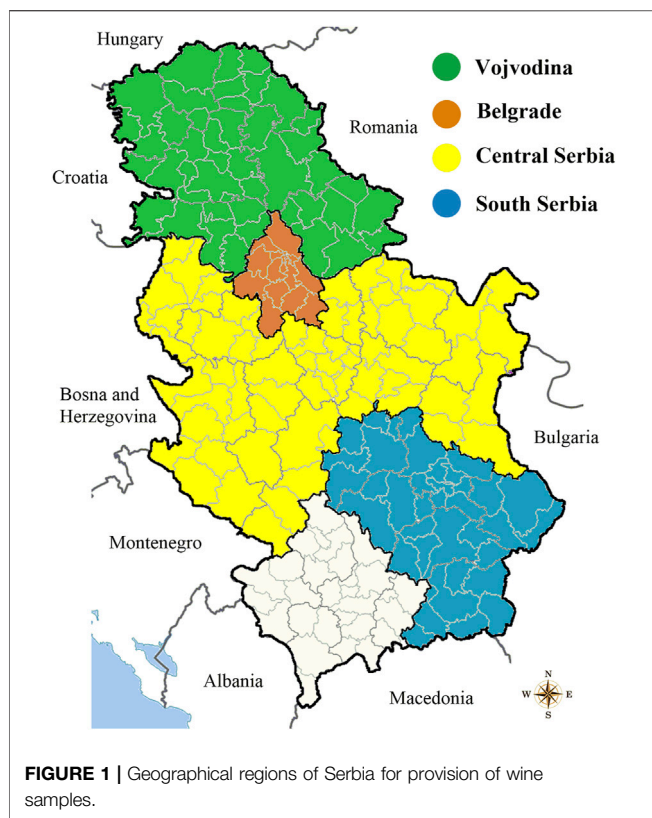 Hungary
Vojvodina
Belgrade
Romania
Central Serbia
Croatia
South Serbia
Bosna and
Herzegovina
Bulgaria
Montenegro
Albania
Macedonia
N
W E
S
FIGURE 1 | Geographical regions of Serbia for provision of wine
samples.